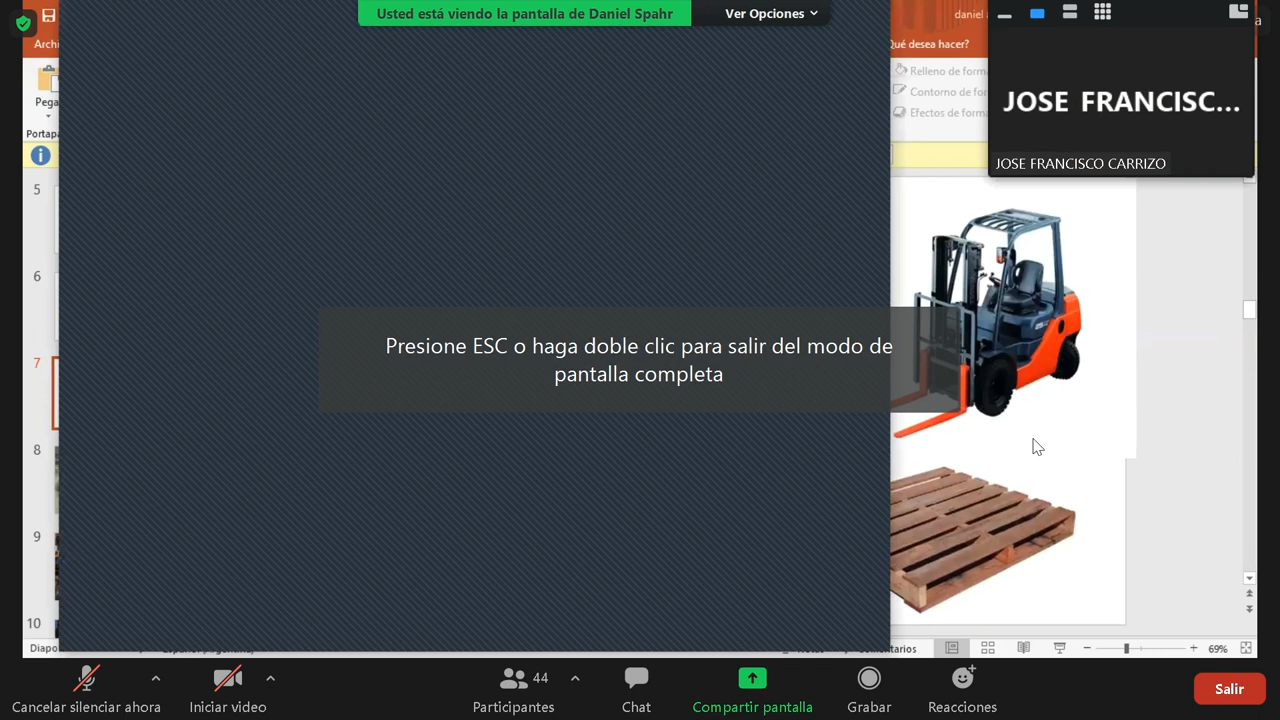 Usted está viendo la pantalla de Daniel Spahr
Ver Opciones
daniel
Archi
Qué desea hacer?
Relleno de forma
Contorno de for
Efectos de forma
Pega
Portapa
JOSE FRANCISC...
JOSE FRANCISCO CARRIZO
5
6
7
8
9
10
Presione ESC o haga doble clic para salir del modo de
pantalla completa
Diapo
69%
Cancelar silenciar ahora
Iniciar video
44
Participantes
Chat
Compartir pantalla
Grabar
Reacciones
Salir